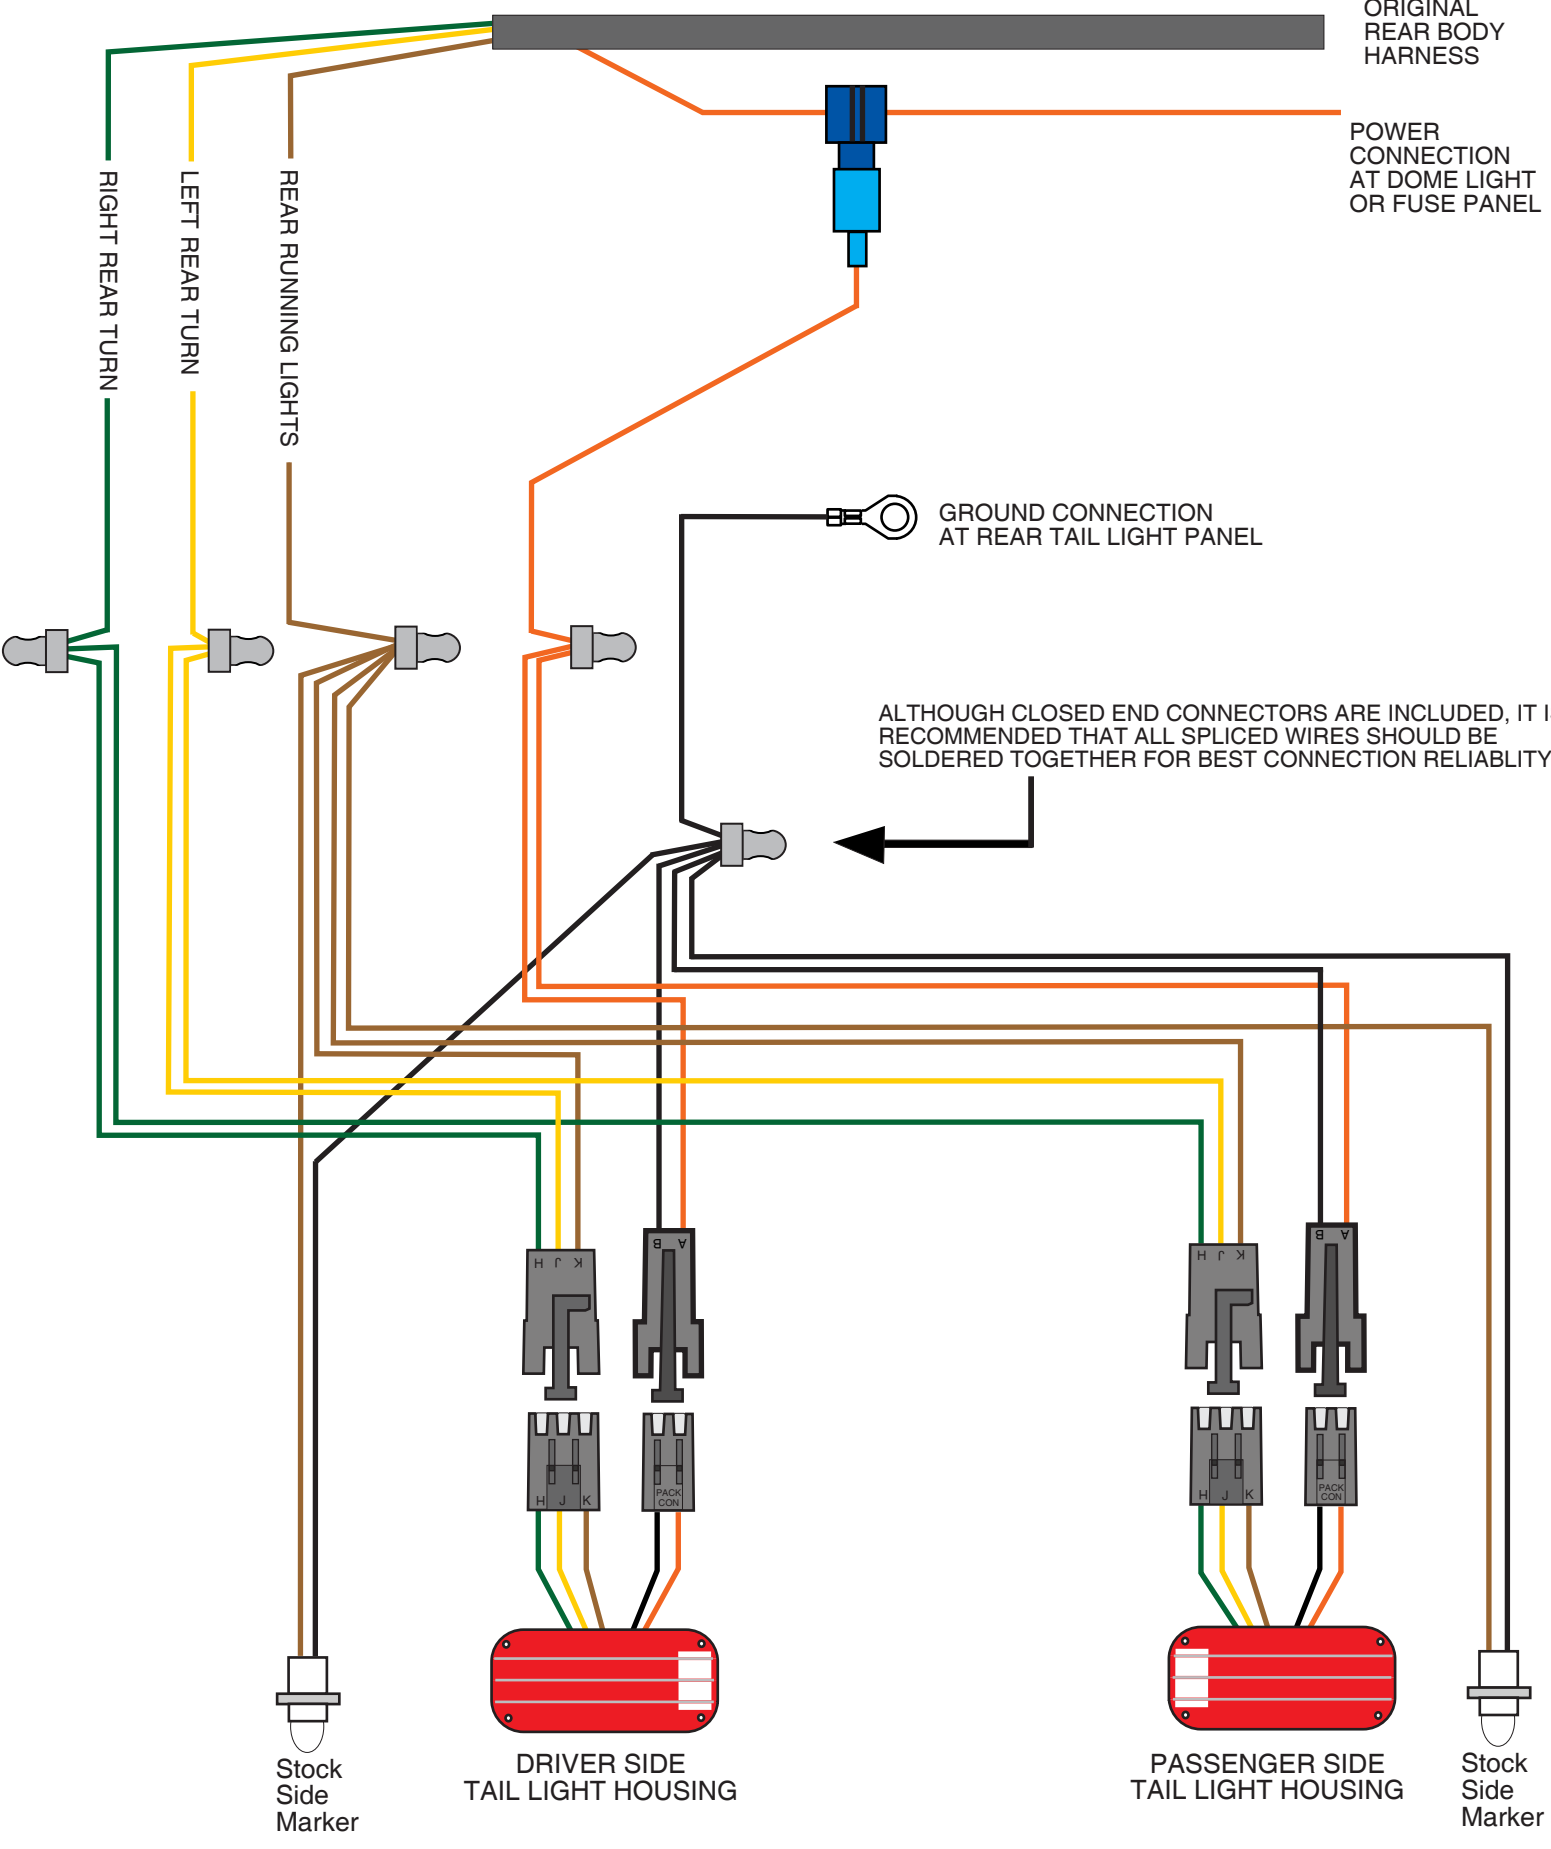 ORIGINAL
REAR BODY
HARNESS
POWER
CONNECTION
AT DOME LIGHT
OR FUSE PANEL
RIGHT REAR TURN
LEFT REAR TURN
REAR RUNNING LIGHTS
GROUND CONNECTION
AT REAR TAIL LIGHT PANEL
ALTHOUGH CLOSED END CONNECTORS ARE INCLUDED, IT I
RECOMMENDED THAT ALL SPLICED WIRES SHOULD BE
SOLDERED TOGETHER FOR BEST CONNECTION RELIABLITY
H J K
B A
H J K
B A
H J K
PACK
CON
H J K
PACK
CON
Stock
Side
Marker
DRIVER SIDE
TAIL LIGHT HOUSING
PASSENGER SIDE
TAIL LIGHT HOUSING
Stock
Side
Marker